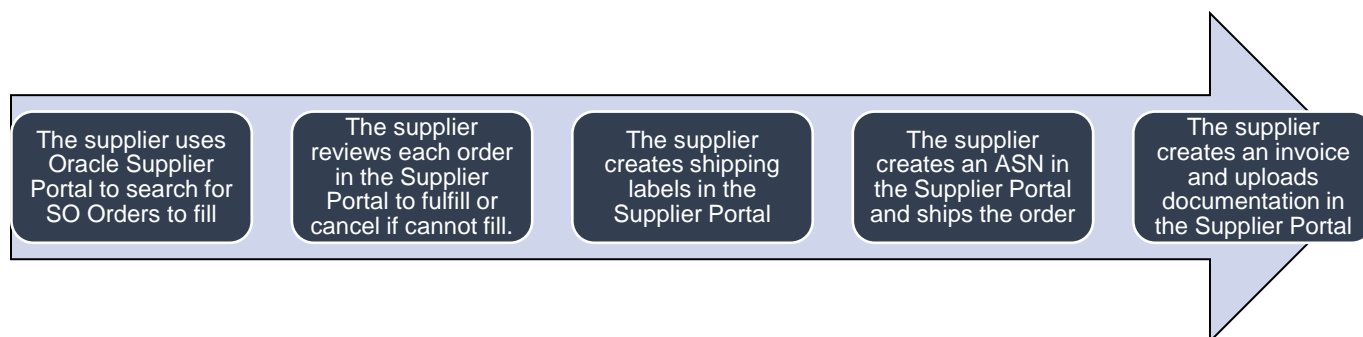 The supplier uses
Oracle Supplier
Portal to search for
SO Orders to fill
The supplier
reviews each order
in the Supplier
Portal to fulfill or
cancel if cannot fill.
The supplier
creates shipping
labels in the
Supplier Portal
The supplier
creates an ASN in
the Supplier Portal
and ships the order
The supplier
creates an invoice
and uploads
documentation in
the Supplier Portal